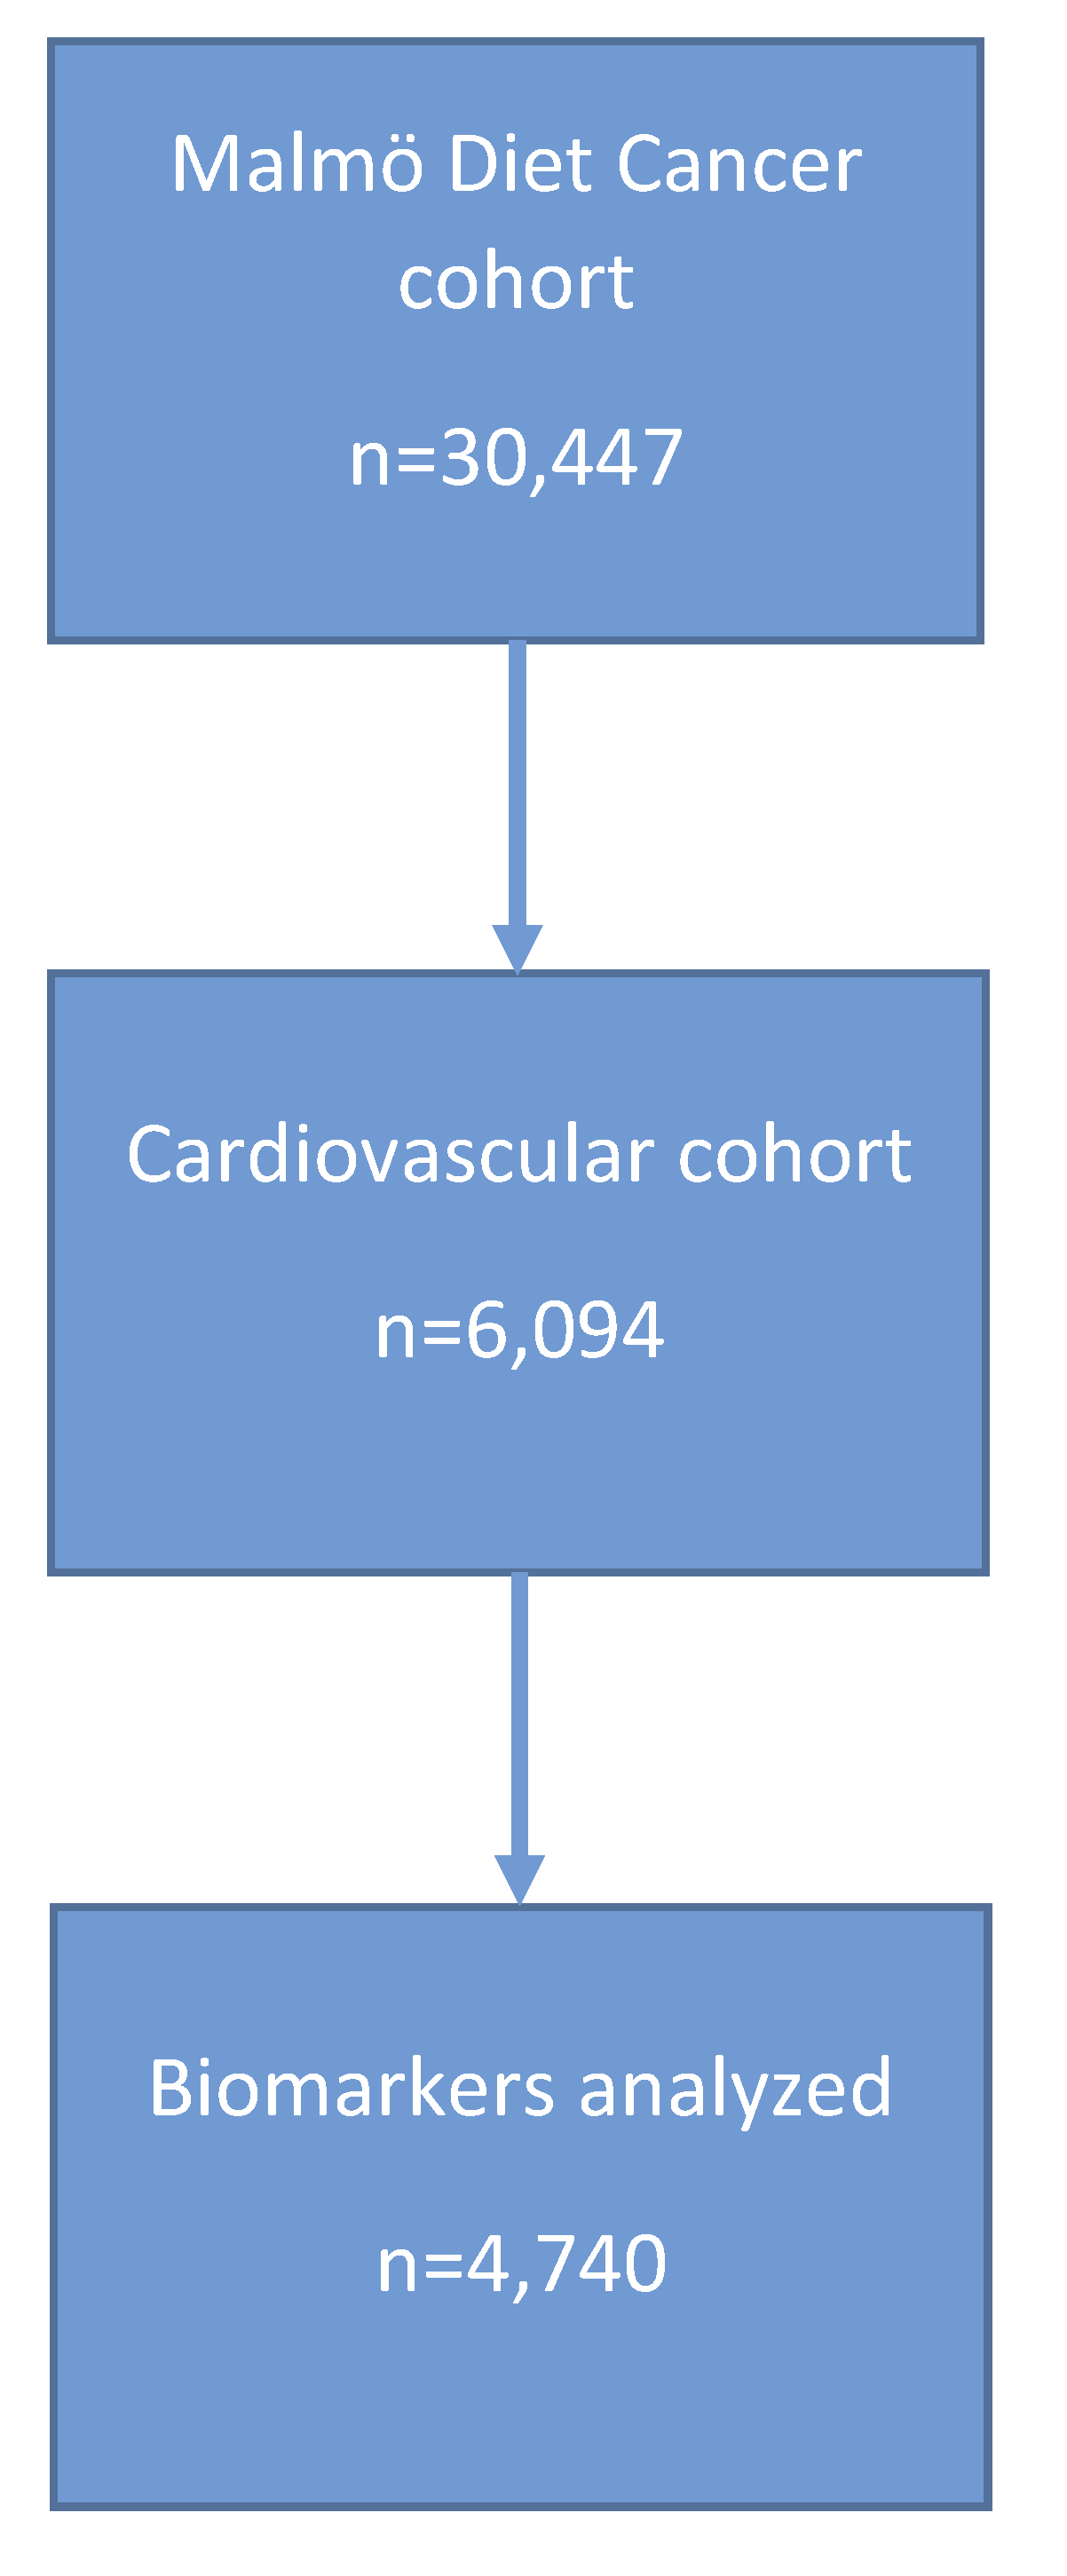 Malmö Diet Cancer
cohort
n=30,447
Cardiovascular cohort
n=6,094
Biomarkers analyzed
n=4,740